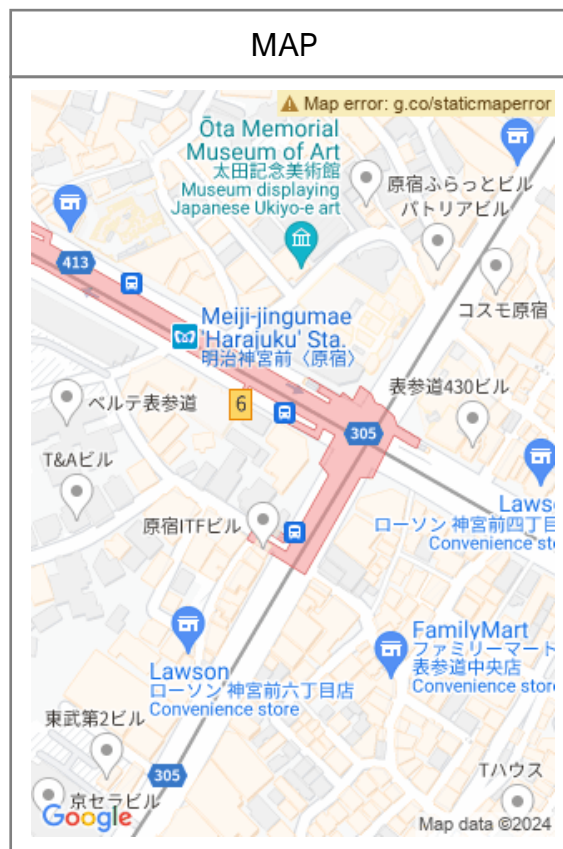 MAP
Map error: g.co/staticmaperror
Ōta Memorial
Museum of Art
太田記念美術館
Museum displaying
Japanese Ukiyo-e art
原宿ふらっとビル
パトリアビル
413
コスモ原宿
Meiji-jingumae
'Harajuku' Sta.
明治神宮前〈原宿〉
表参道430ビル
ベルテ表参道
6
305
T&Aビル
Laws
ローソン 神宮前四丁目
Convenience sto
原宿ITFビル
FamilyMart
ファミリーマート
表参道中央店
Convenience store
Lawson
ローソン 神宮前六丁目店
Convenience store
東武第2ビル
305
Tハウス
京セラビル
Google
Map data ©2024